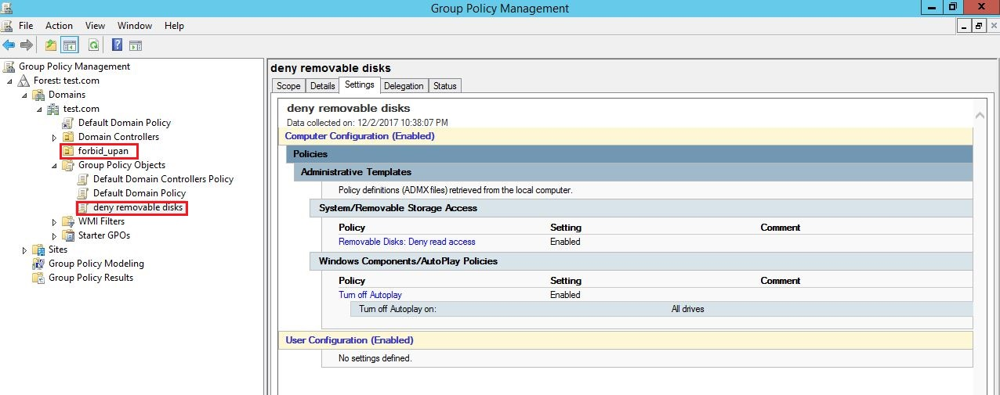 Group Policy Management
File Action View Window Help
Group Policy Management
Forest: test.com
Domains
test.com
Default Domain Policy
Domain Controllers
forbid_upan
Group Policy Objects
Default Domain Controllers Policy
Default Domain Policy
deny removable disks
WMI Filters
Starter GPOs
Sites
Group Policy Modeling
Group Policy Results
deny removable disks
Scope Details Settings Delegation Status
deny removable disks
Data collected on: 12/2/2017 10:38:07 PM
Computer Configuration (Enabled)
Policies
Administrative Templates
Policy definitions (ADMX files) retrieved from the local computer.
System/Removable Storage Access
Policy Setting Comment
Removable Disks: Deny read access Enabled
Windows Components/AutoPlay Policies
Policy Setting Comment
Turn off Autoplay Enabled
Turn off Autoplay on: All drives
User Configuration (Enabled)
No settings defined.